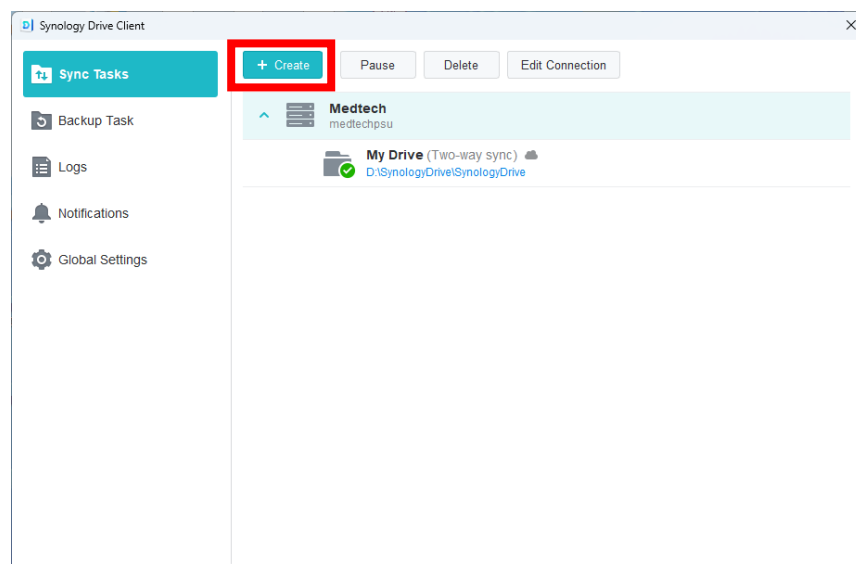 Synology Drive Client
Sync Tasks
Backup Task
Logs
Notifications
Global Settings
+ Create
Pause
Delete
Edit Connection
Medtech
medtechpsu
My Drive (Two-way sync)
D:\SynologyDrive\SynologyDrive